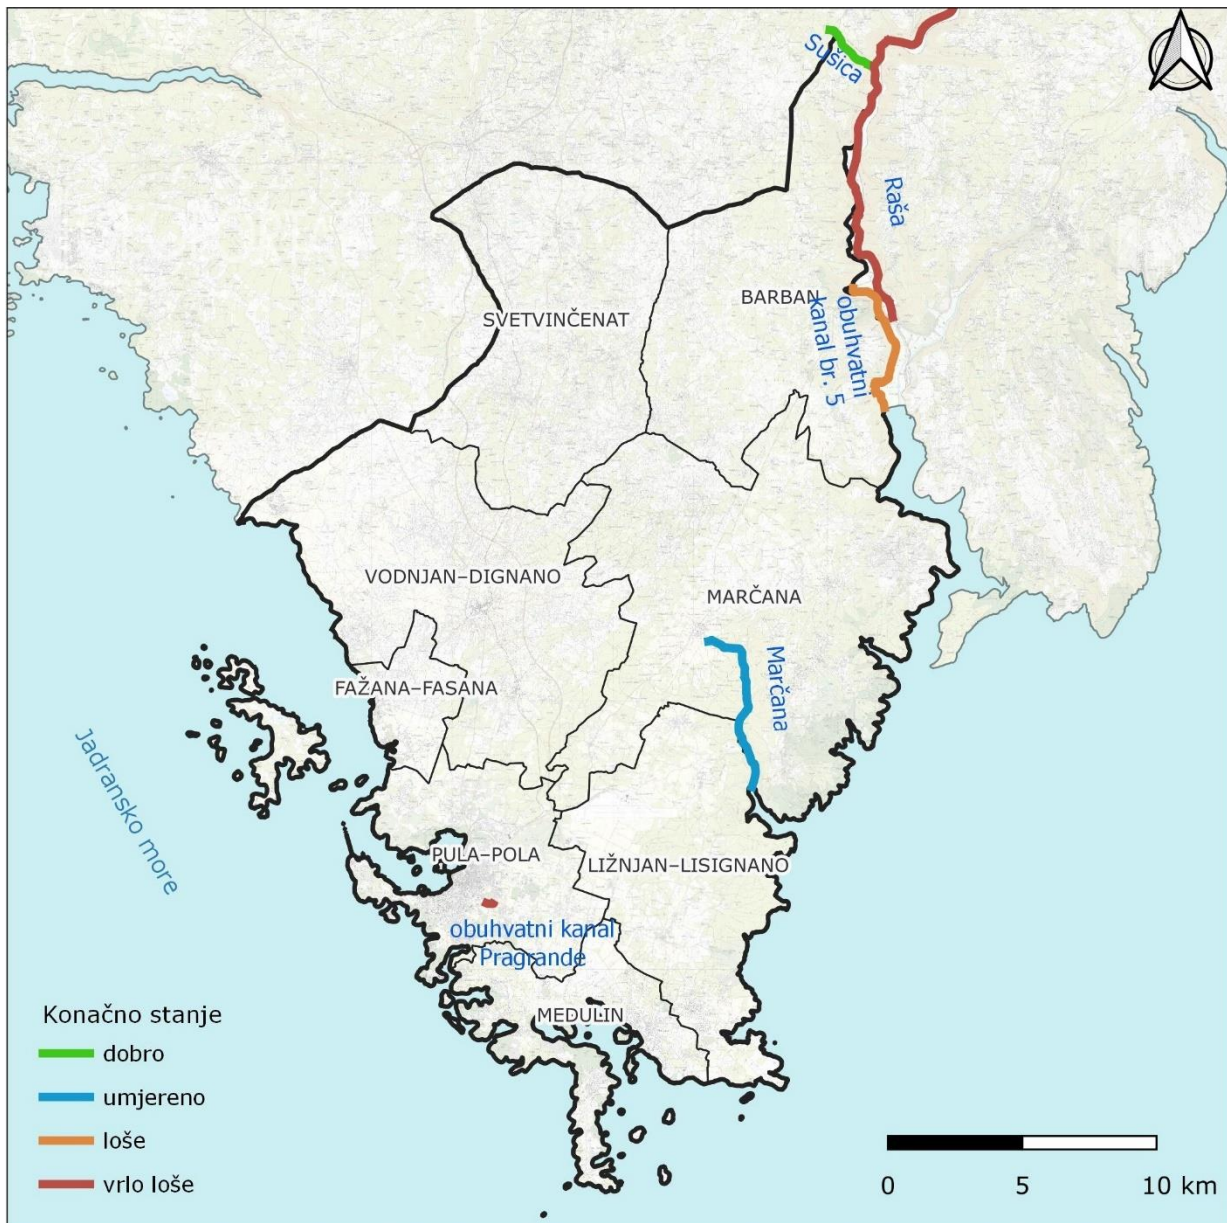 Sušica
Raša
BARBAN
obuhvatni
kanal br. 5
SVETVINČENAT
VODNJAN–DIGNANO
MARČANA
Marčana
FAŽANA–FASANA
Jadransko more
PULA–POLA
LIŽNJAN–LISIGNANO
obuhvatni kanal
Pragrande
MEDULIN
Konačno stanje
dobro
umjereno
loše
vrlo loše
0 5 10 km